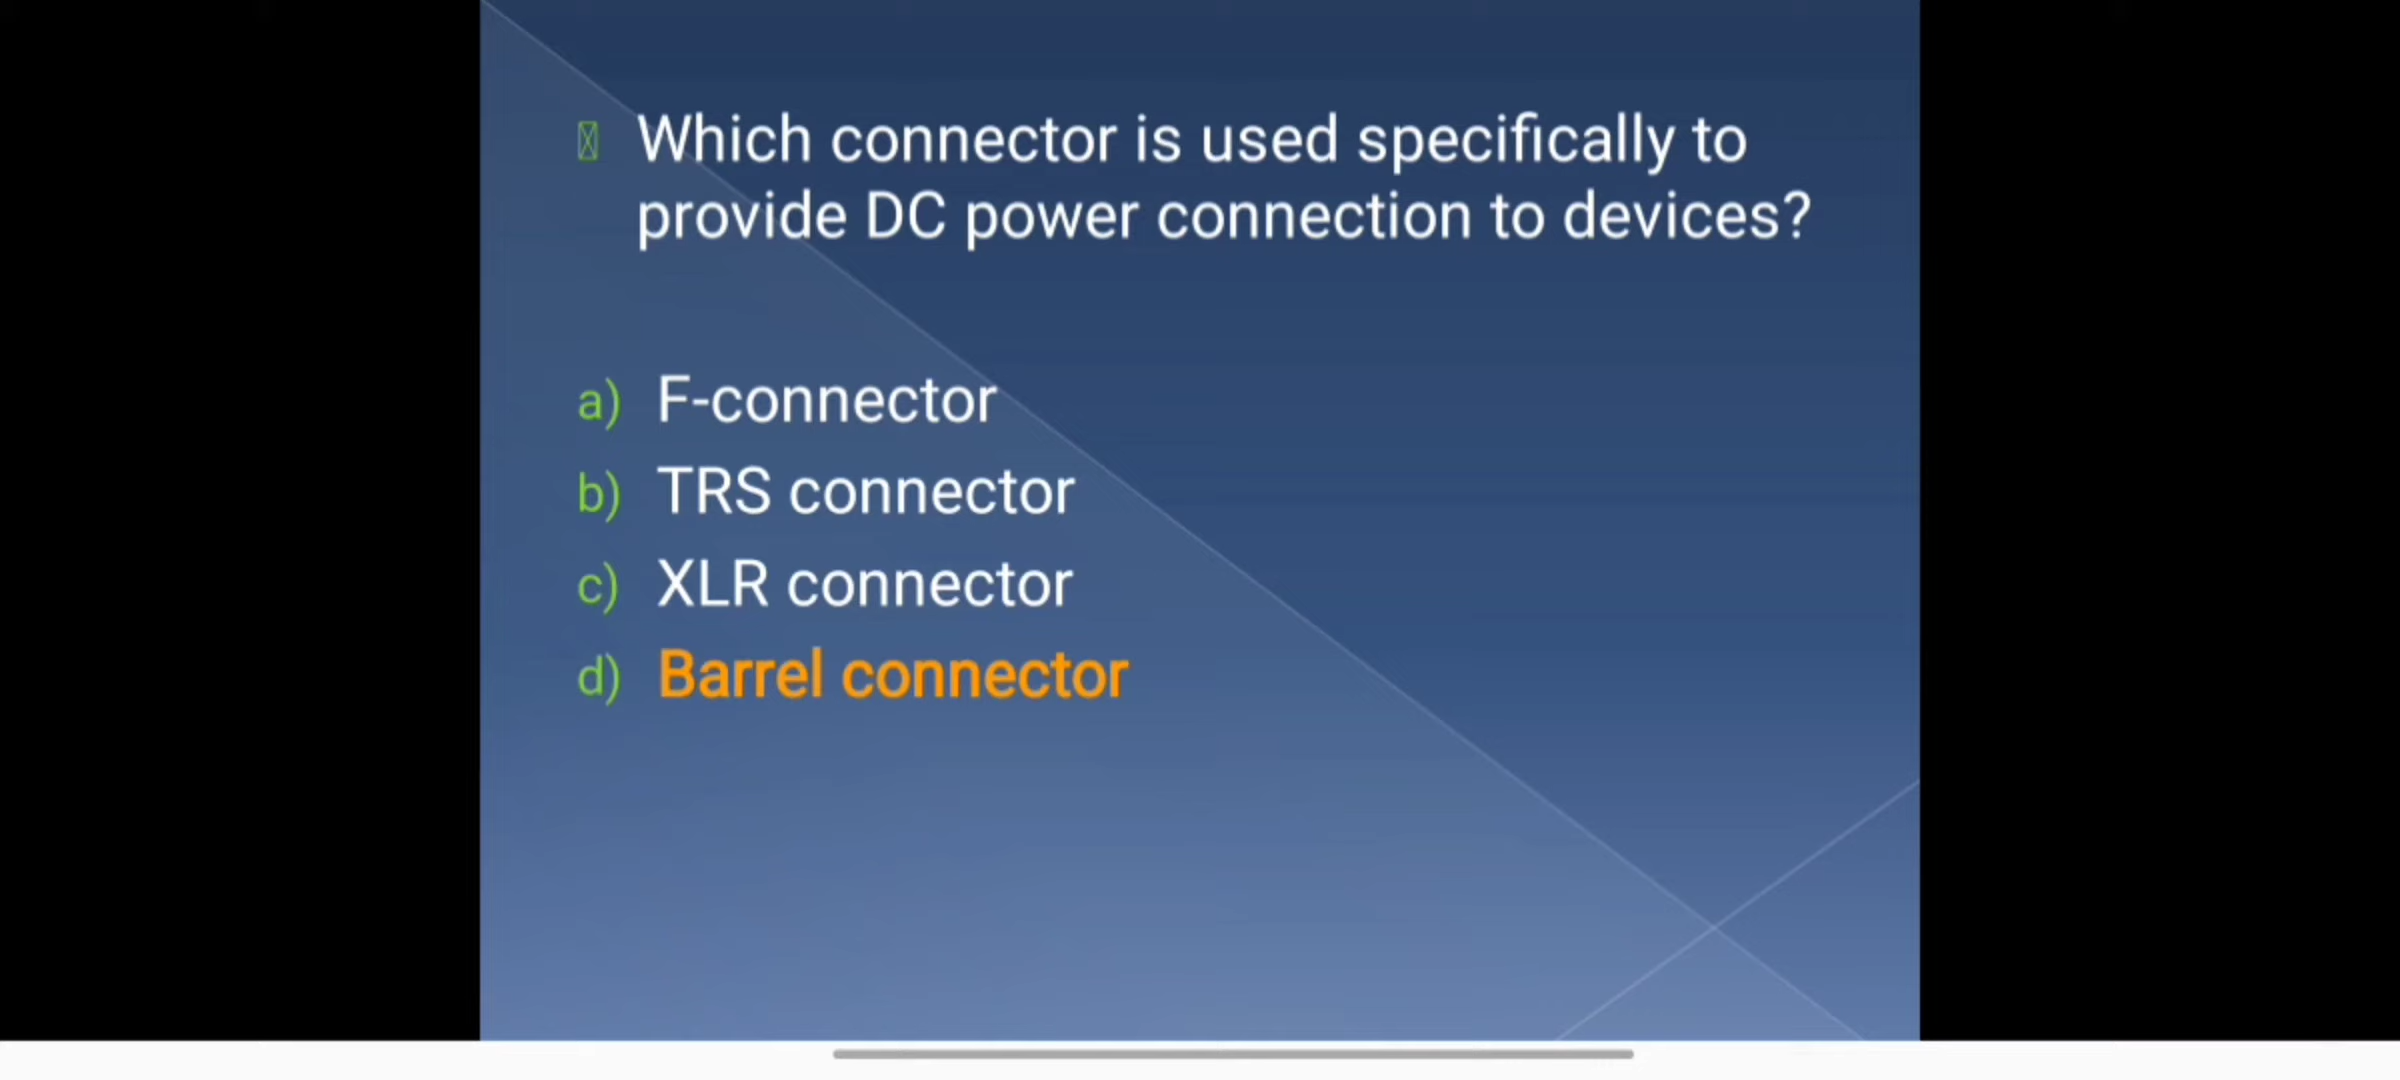 Which connector is used specifically to
provide DC power connection to devices?
a) F-connector
b) TRS connector
c) XLR connector
d) Barrel connector